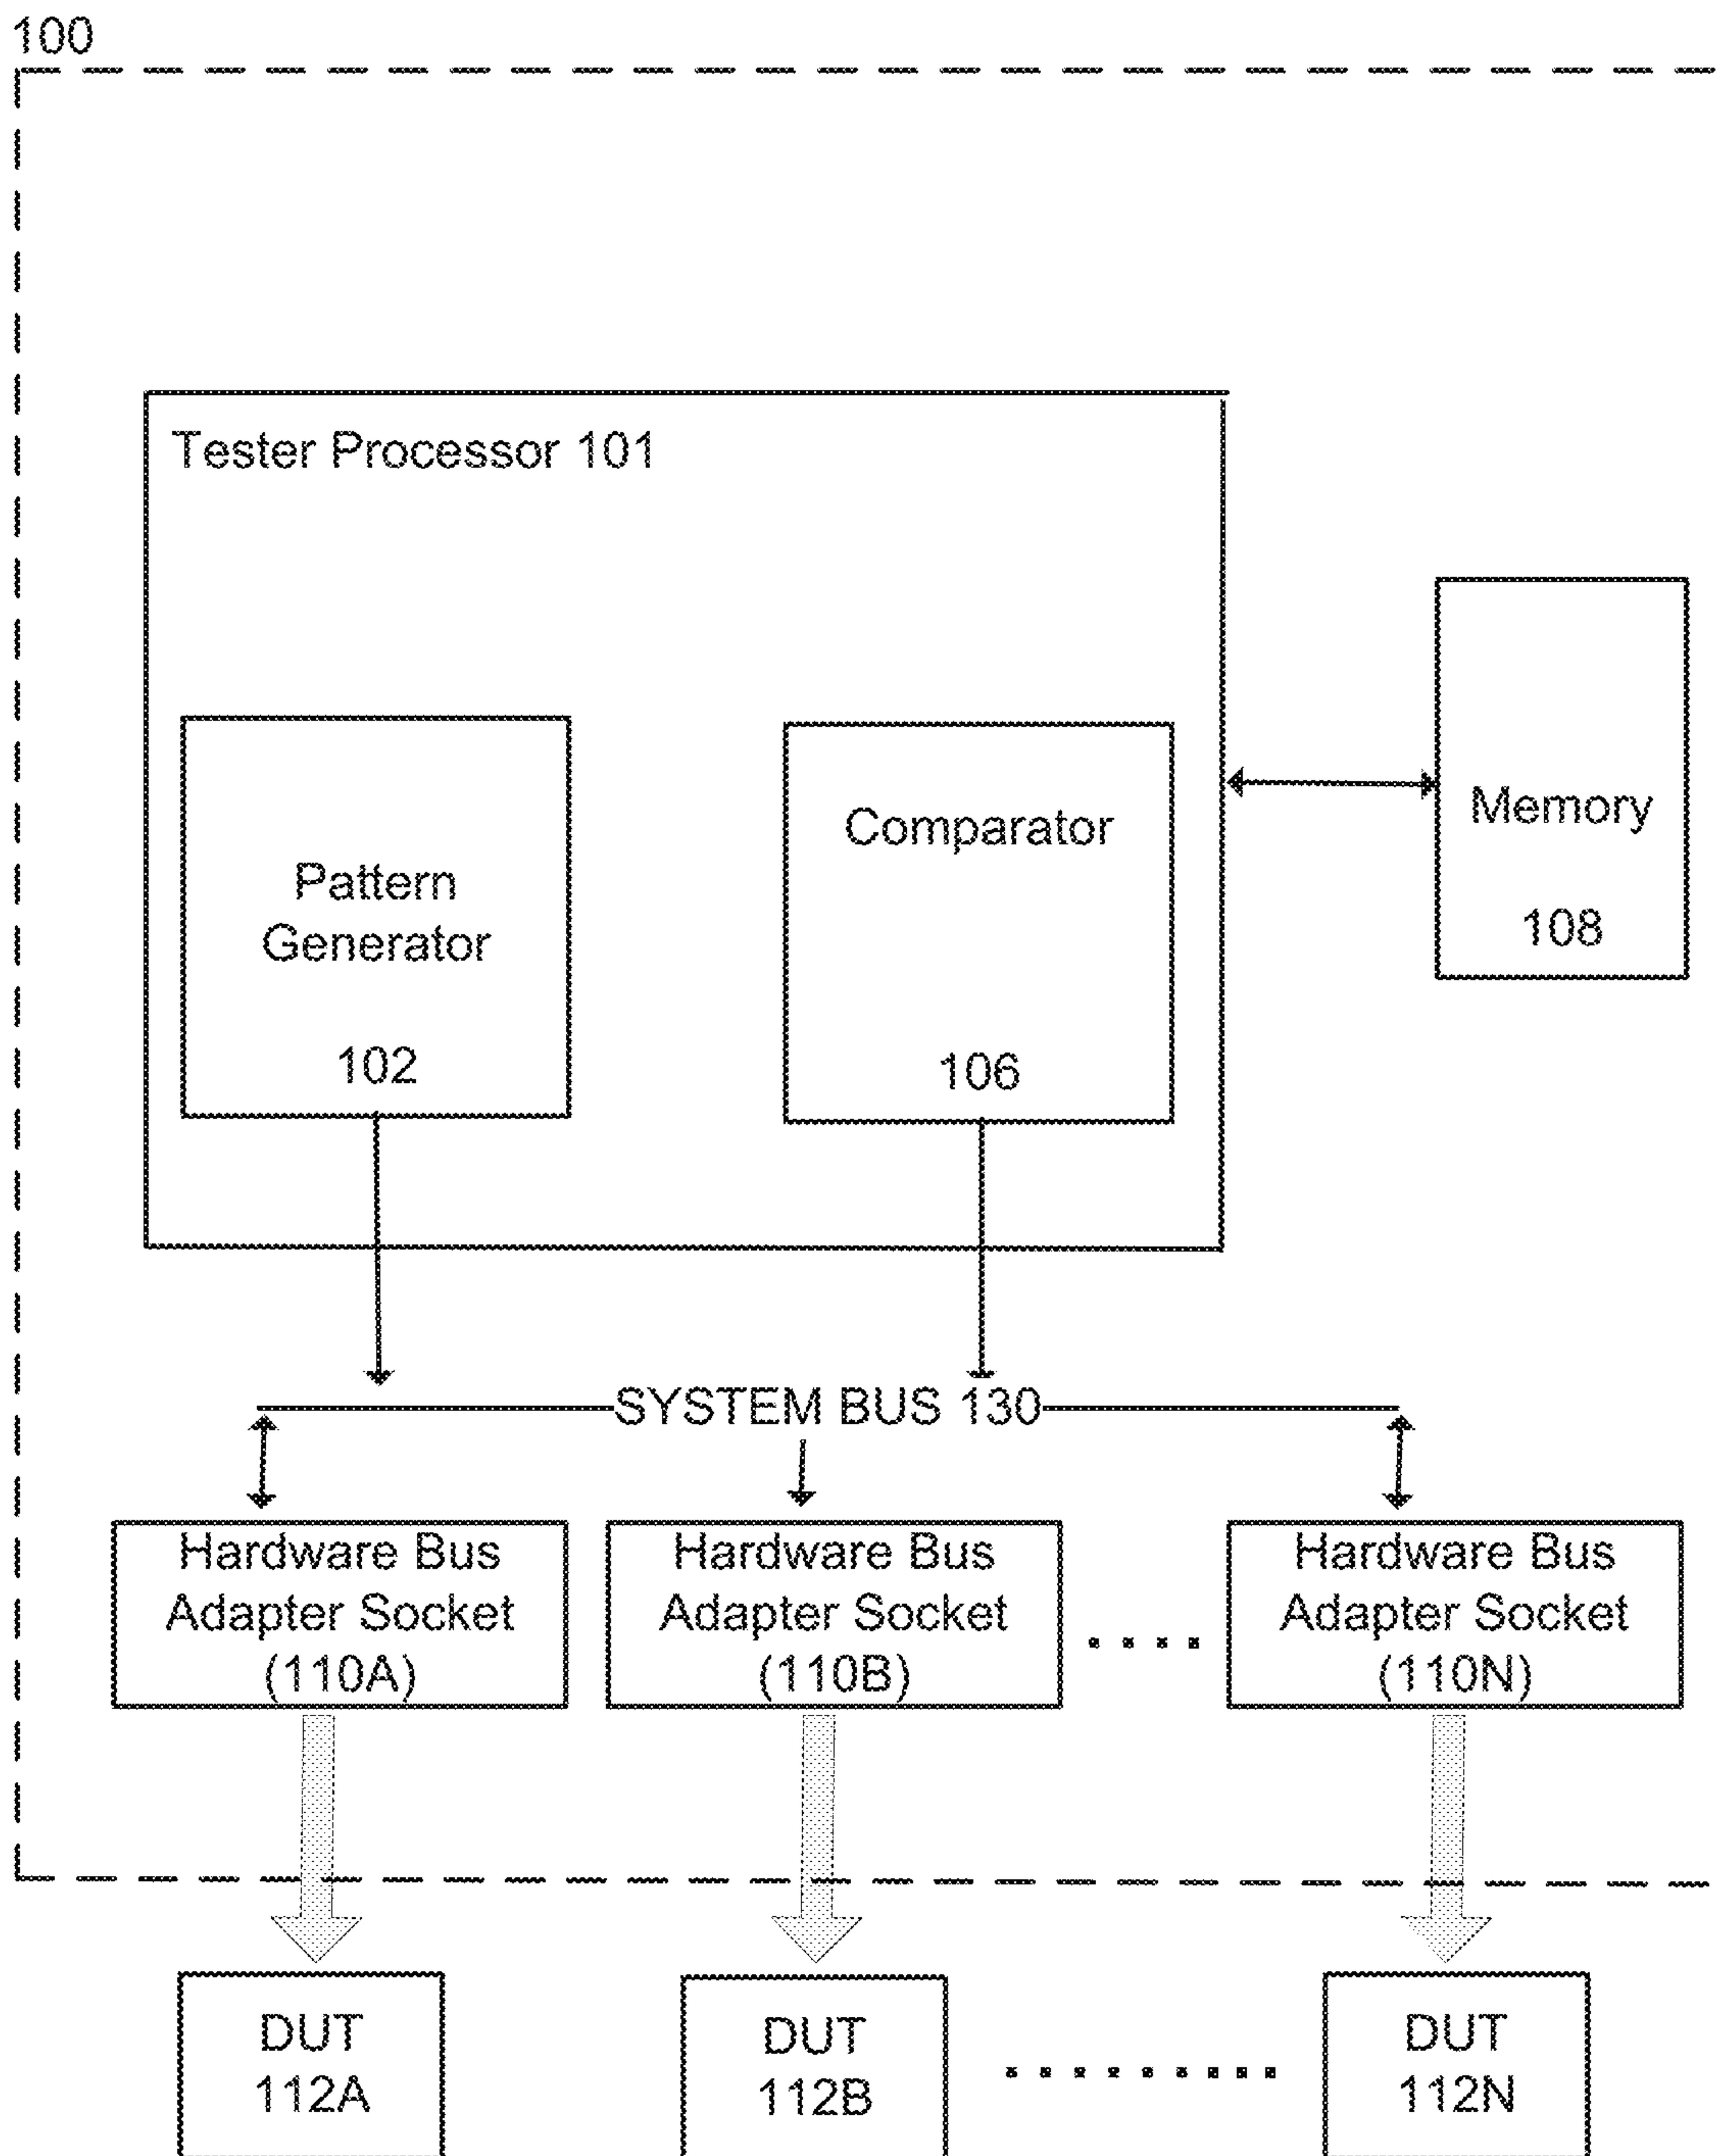 100
Tester Processor 101
Pattern
Generator
102
Comparator
106
Memory
108
SYSTEM BUS 130
Hardware Bus
Adapter Socket
(110A)
Hardware Bus
Adapter Socket
(110B)
Hardware Bus
Adapter Socket
(110N)
DUT
112A
DUT
112B
DUT
112N